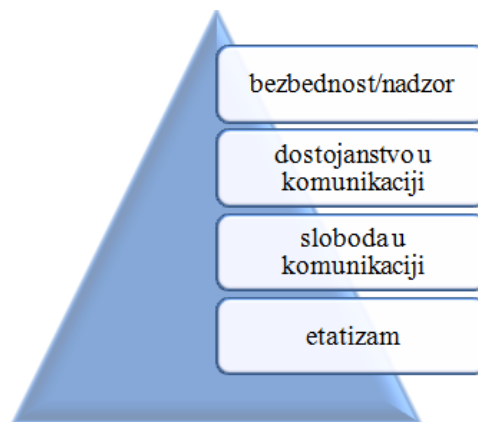 bezbednost/nadzor
dostojanstvo u
komunikaciji
sloboda u
komunikaciji
etatizam